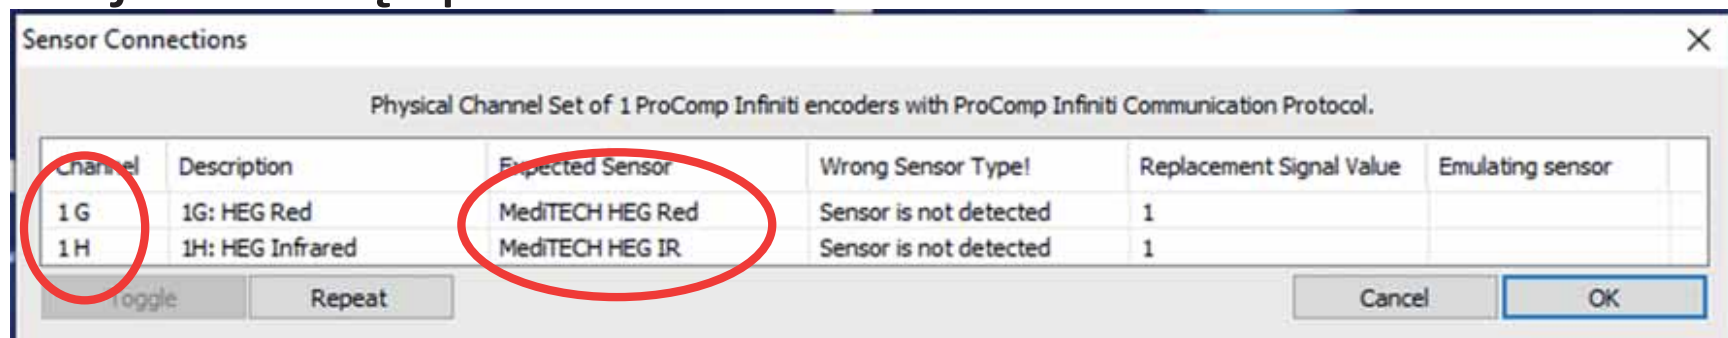 Sensor Connections
Physical Channel Set of 1 ProComp Infiniti encoders with ProComp Infiniti Communication Protocol.
Channel Description Expected Sensor Wrong Sensor Type! Replacement Signal Value Emulating sensor
1 G 1G: HEG Red MediTECH HEG Red Sensor is not detected 1
1 H 1H: HEG Infrared MediTECH HEG IR Sensor is not detected 1
Toggle Repeat Cancel OK